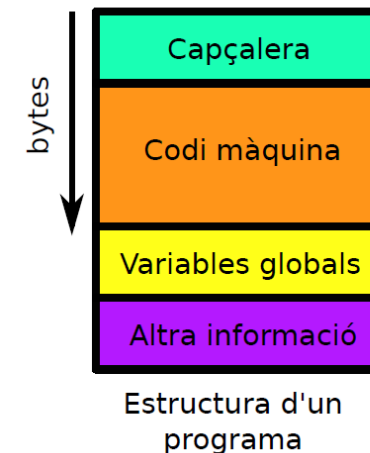 bytes
Capçalera
Codi màquina
Variables globals
Altra informació
Estructura d'un
programa